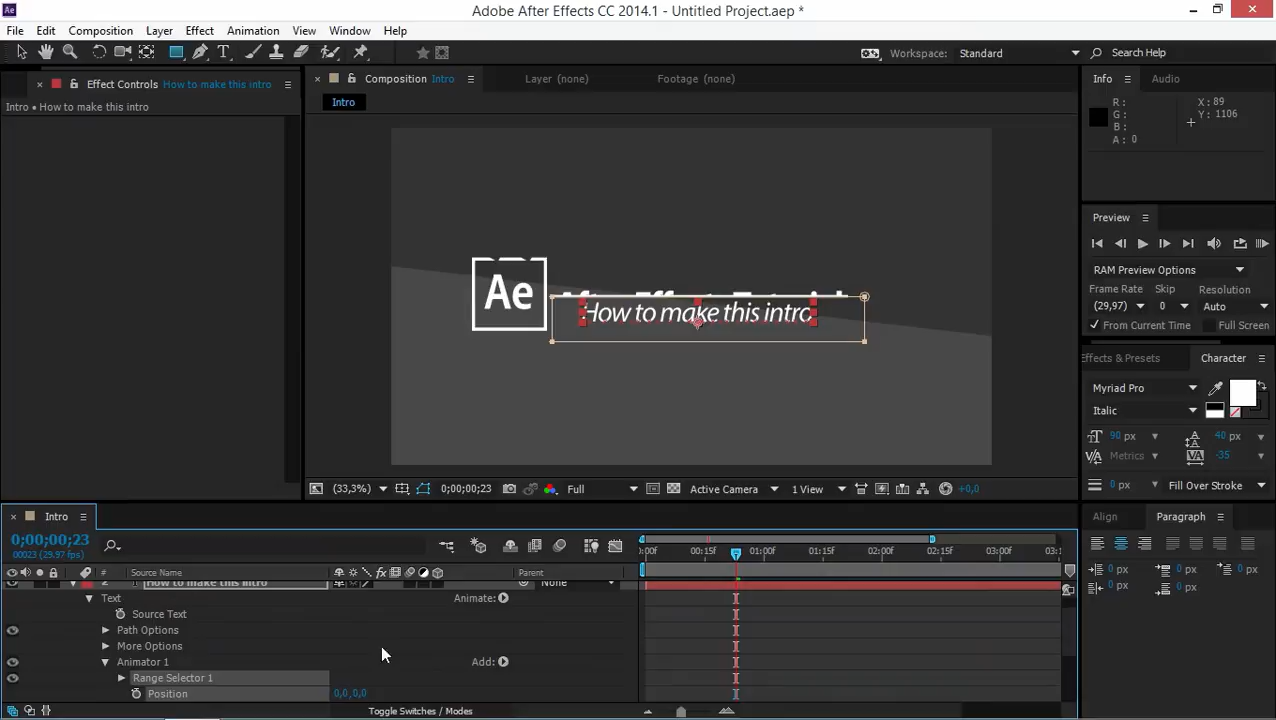 Ae
Adobe After Effects CC 2014.1 - Untitled Project.aep *
File Edit Composition Layer Effect Animation View Window Help
Workspace: Standard
Search Help
Effect Controls How to make this intro
Composition Intro
Layer (none)
Footage (none)
Info Audio
Intro • How to make this intro
Intro
R:
G:
B:
A: 0
X: 89
Y: 1106
Ae
How to make this intro
Preview
RAM Preview Options
Frame Rate Skip Resolution
(29,97) 0 Auto
From Current Time Full Screen
Effects & Presets Character
Myriad Pro
Italic
90 px 40 px
Metrics -35
0 px Fill Over Stroke
(33,3%) 0;00;00;23 Full Active Camera 1 View +0,0
Intro
Align Paragraph
0 px 0 px 0 px
0 px 0 px
0;00;00;23
00023 (29.97 fps)
:00f 00:15f 01:00f 01:15f 02:00f 02:15f 03:00f 03:1
# Source Name Parent
2 How to make this intro None
Text Animate:
Source Text
Path Options
More Options
Animator 1 Add:
Range Selector 1
Position 0,0,0,0
Toggle Switches / Modes